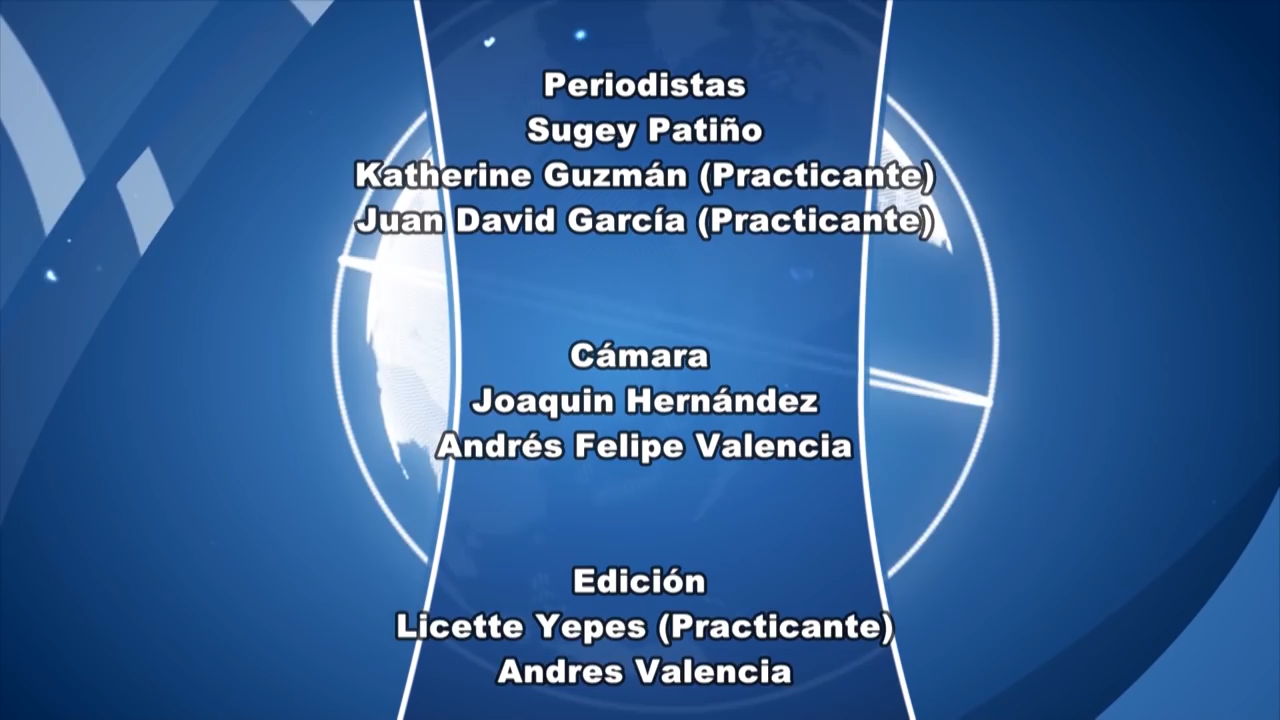 Periodistas
Sugey Patiño
Katherine Guzmán (Practicante)
Juan David García (Practicante)
Cámara
Joaquin Hernández
Andrés Felipe Valencia
Edición
Licette Yepes (Practicante)
Andres Valencia